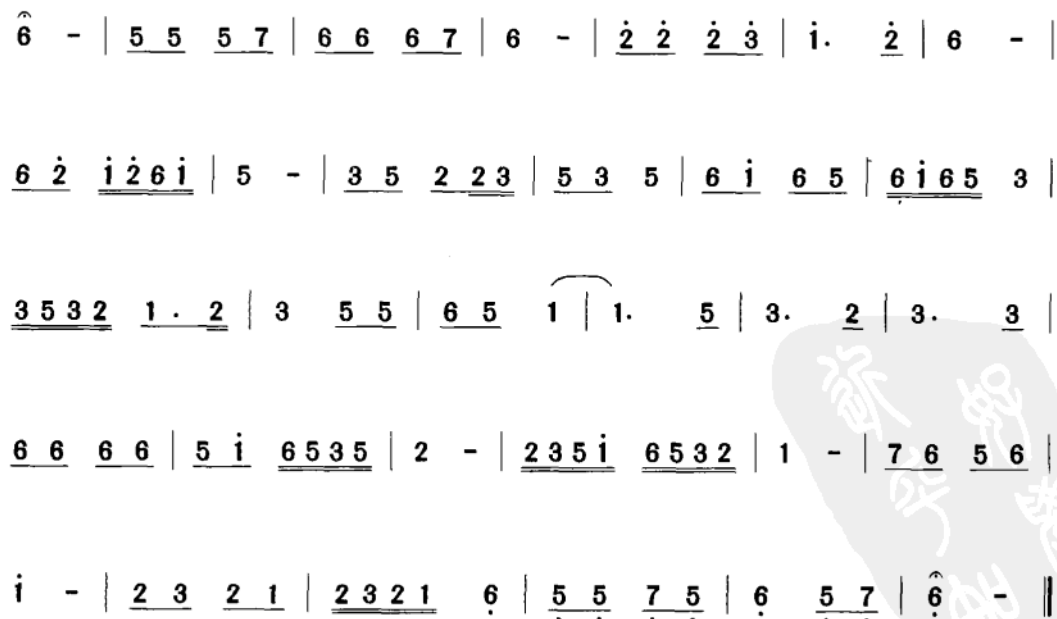 6 - | 5 5 5 7 | 6 6 6 7 | 6 - | 2̇ 2̇ 2̇ 3̇ | 1̇. 2̇ | 6 - |
6 2̇ 1̇ 2̇ 6 1̇ | 5 - | 3 5 2 2 3 | 5 3 5 | 6 1̇ 6 5 | 6 1̇ 6 5 3 |
3 5 3 2 1 . 2 | 3 5 5 | 6 5 1 | 1. 5 | 3. 2 | 3. 3 |
6 6 6 6 | 5 1̇ 6 5 3 5 | 2 - | 2 3 5 1̇ 6 5 3 2 | 1 - | 7 6 5 6 |
1̇ - | 2 3 2 1 | 2 3 2 1 6̣ | 5̣ 5̣ 7̣ 5̣ | 6̣ 5̣ 7̣ | 6̣ - ‖